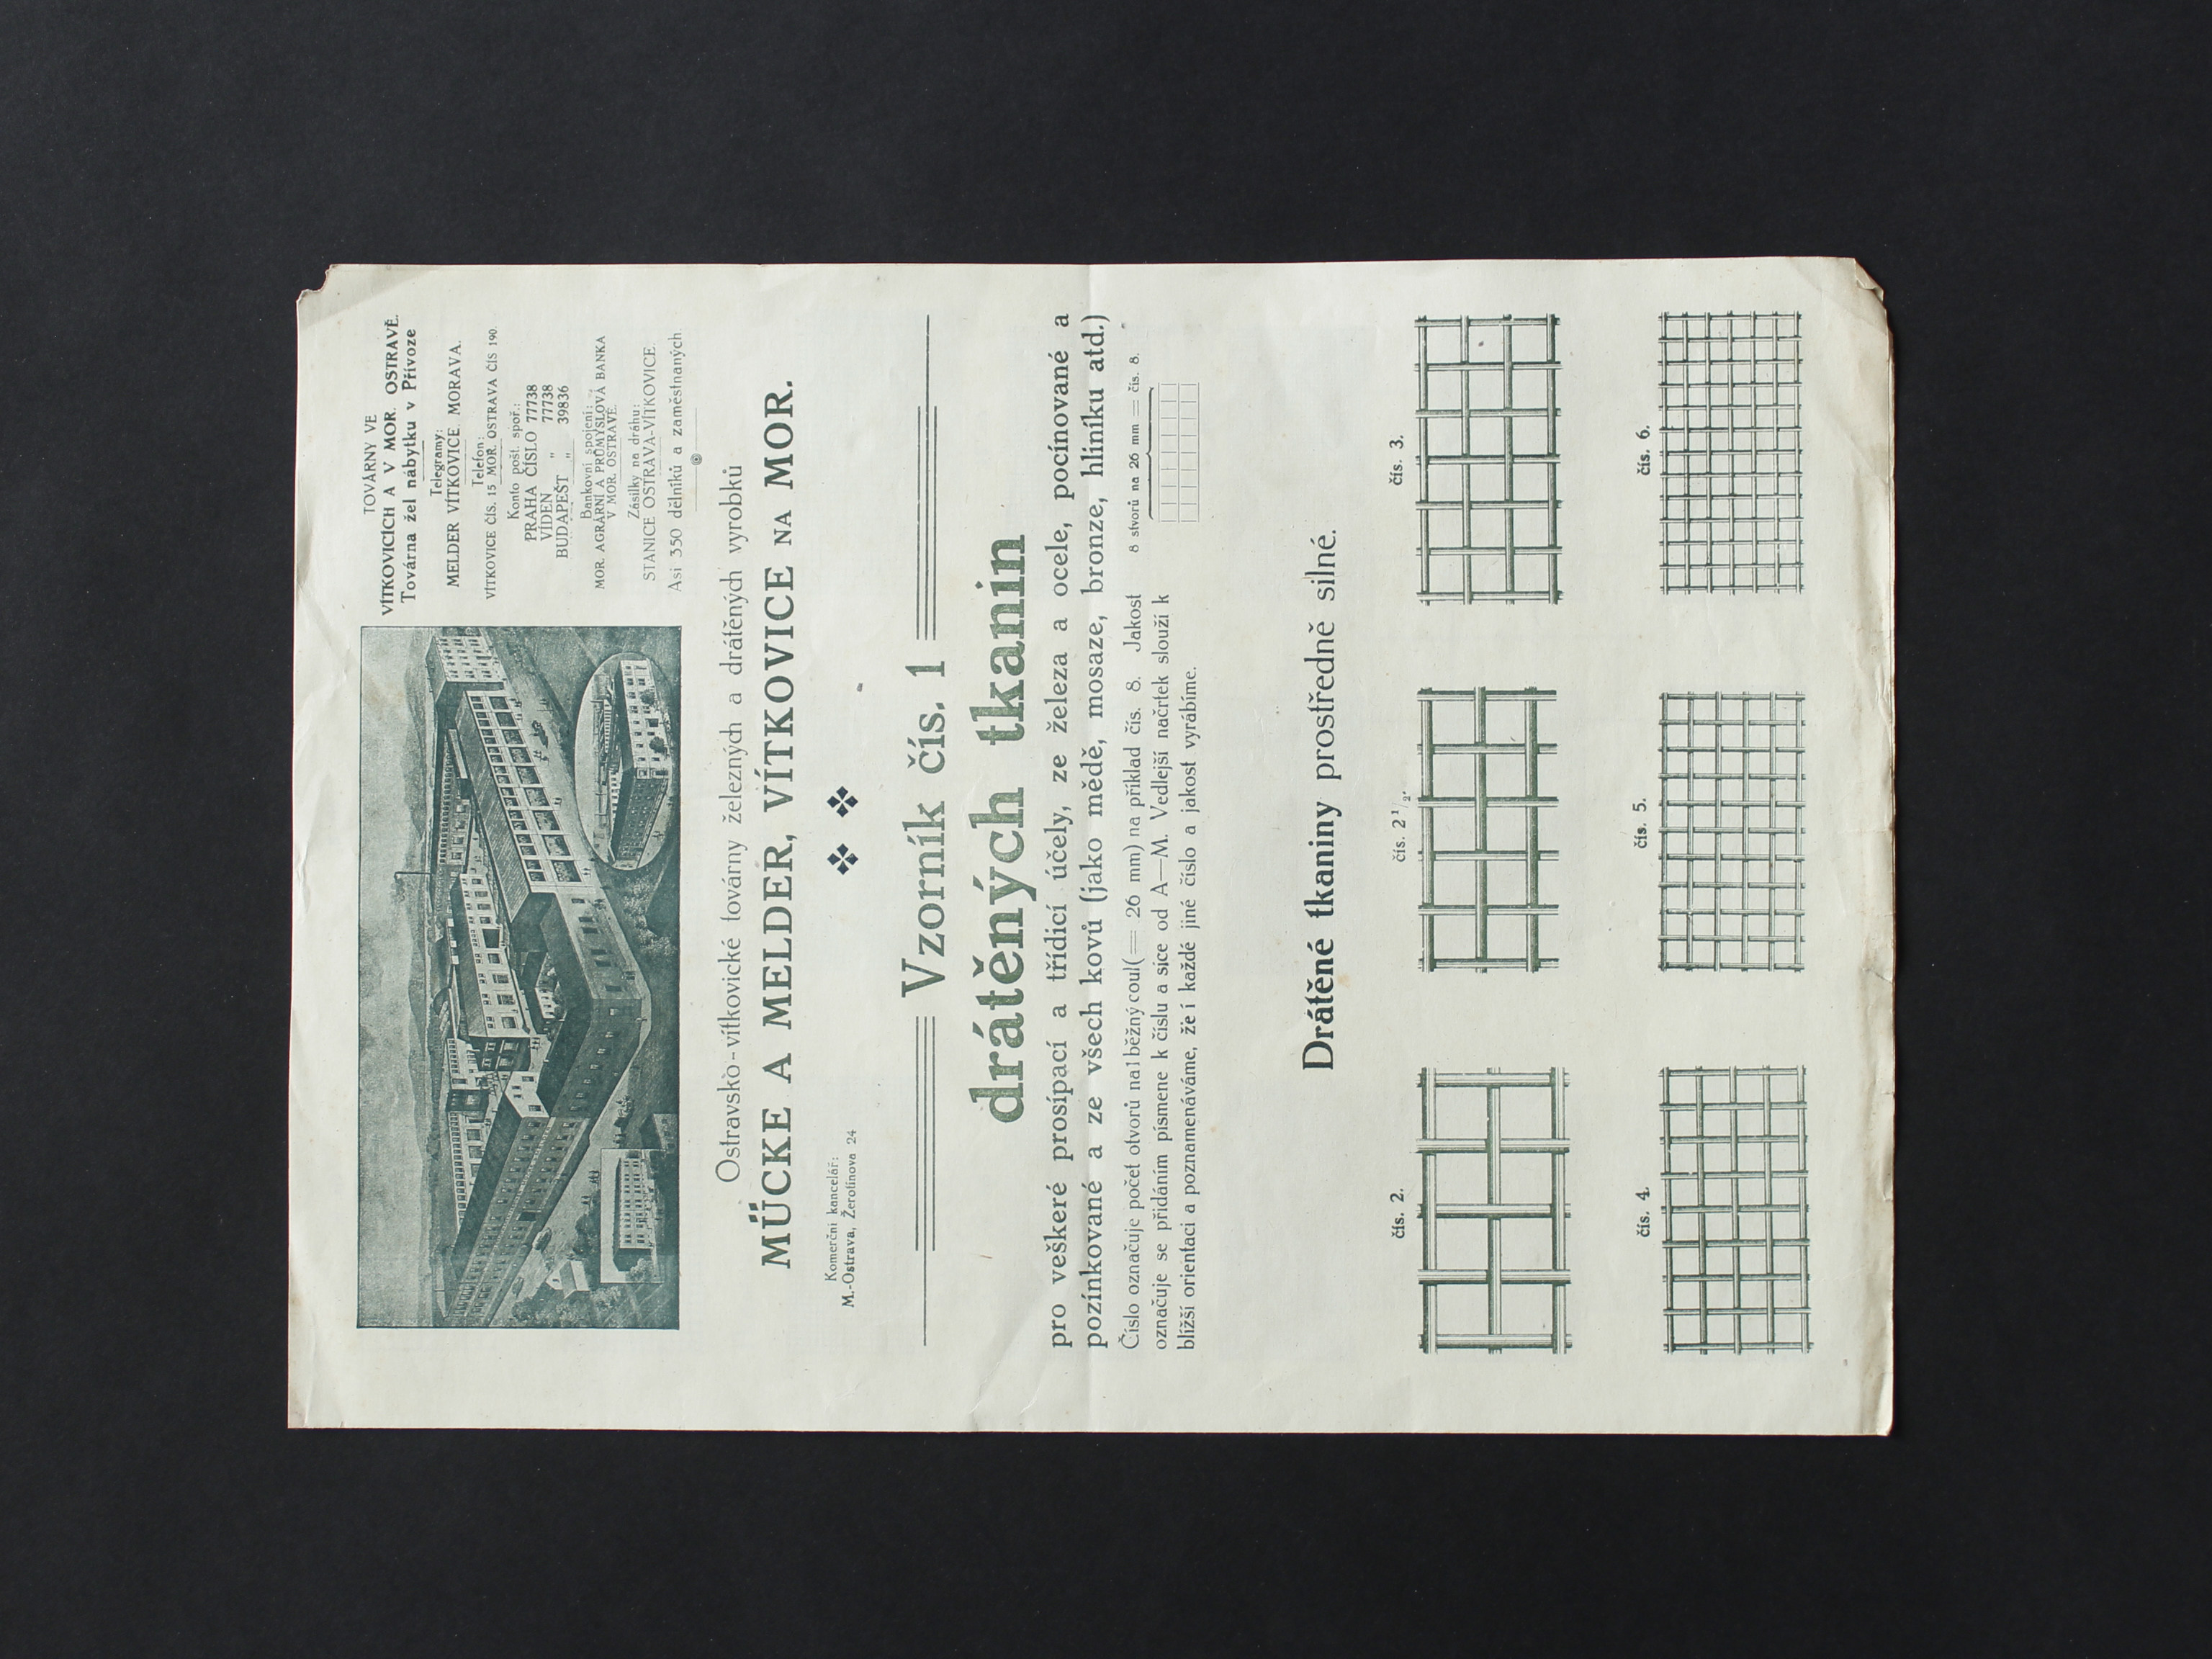 TOVÁRNY VE
VÍTKOVICÍCH A V MOR. OSTRAVĚ.
Továrna žel nábytku v Přívoze
Telegramy:
MELDER VÍTKOVICE MORAVA.
Telefon:
VÍTKOVICE ČÍS. 15 MOR. OSTRAVA ČÍS 190.
Konto pošt. spoř.:
PRAHA ČÍSLO 77738
VÍDEN „ 77738
BUDAPEŠT „ 39836
Bankovní spojení:
MOR. AGRÁRNÍ A PRŮMYSLOVÁ BANKA
V MOR. OSTRAVĚ.
Zásilky na dráhu:
STANICE OSTRAVA-VÍTKOVICE.
Asi 350 dělníků a zaměstnaných
Ostravsko-vítkovické továrny železných a drátěných vyrobků
MÜCKE A MELDER, VÍTKOVICE NA MOR.
Komerční kancelář:
M.-Ostrava, Žerotínova 24
Vzorník čís. 1
drátěných tkanin
pro veškeré prosípací a třídící účely, ze železa a ocele, pocínované a
pozínkované a ze všech kovů (jako mědě, mosaze, bronze, hliníku atd.)
Číslo označuje počet otvorů na 1 běžný coul (= 26 mm) na příklad čís. 8. Jakost
označuje se přidáním písmene k číslu a sice od A—M. Vedlejší načrtek slouží k
bližší orientaci a poznamenáváme, že i každé jiné číslo a jakost vyrábíme.
8 stvorů na 26 mm = čís. 8.
Drátěné tkaniny prostředně silné.
čís. 2.
čís. 2 1/2.
čís. 3.
čís. 4.
čís. 5.
čís. 6.